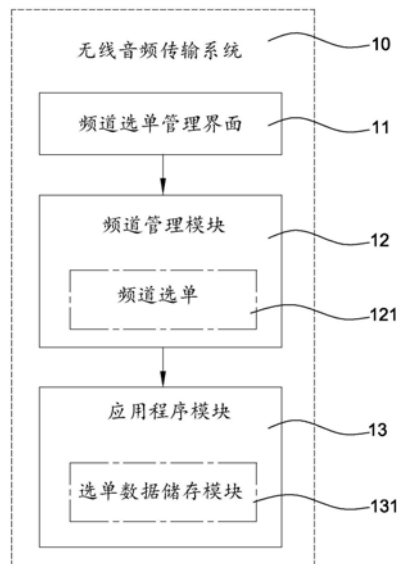 无线音频传输系统 10
频道选单管理界面 11
频道管理模块 12
频道选单 121
应用程序模块 13
选单数据储存模块 131